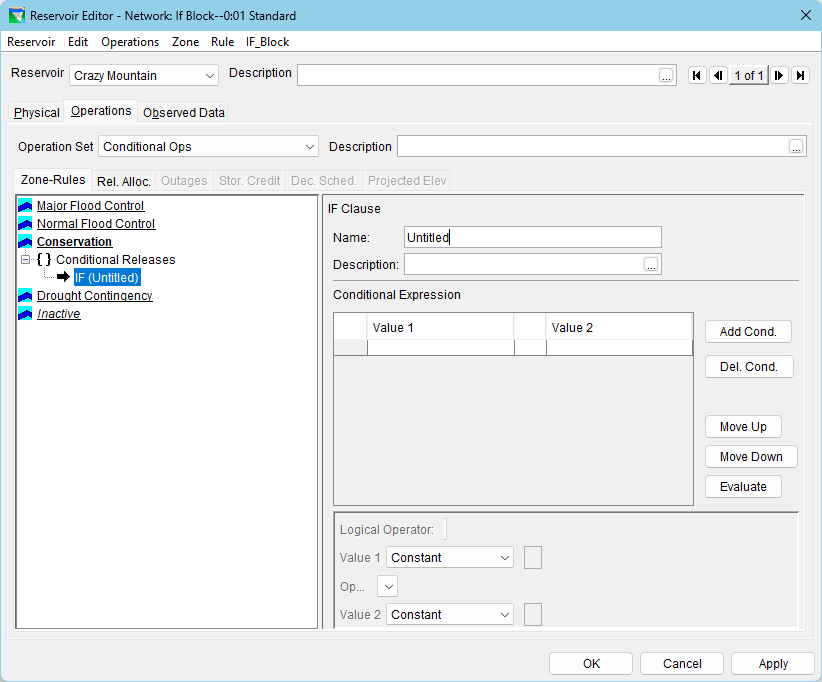 Reservoir Editor - Network: If Block--0:01 Standard
Reservoir Edit Operations Zone Rule IF_Block
Reservoir Crazy Mountain Description ... 1 of 1
Physical Operations Observed Data
Operation Set Conditional Ops Description ...
Zone-Rules Rel. Alloc. Outages Stor. Credit Dec. Sched. Projected Elev
Major Flood Control
Normal Flood Control
Conservation
{ } Conditional Releases
IF (Untitled)
Drought Contingency
Inactive
IF Clause
Name: Untitled
Description: ...
Conditional Expression
Value 1 Value 2
Add Cond.
Del. Cond.
Move Up
Move Down
Evaluate
Logical Operator:
Value 1 Constant
Op...
Value 2 Constant
OK Cancel Apply